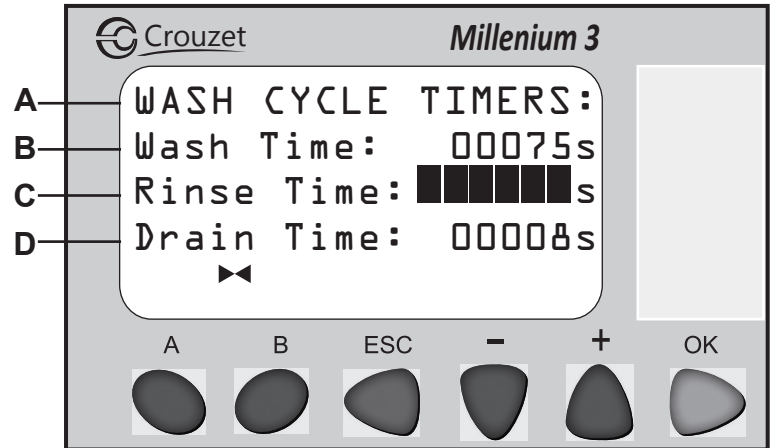 Crouzet Millenium 3
A WASH CYCLE TIMERS:
B Wash Time: 00075s
C Rinse Time: s
D Drain Time: 00008s
A B ESC - + OK